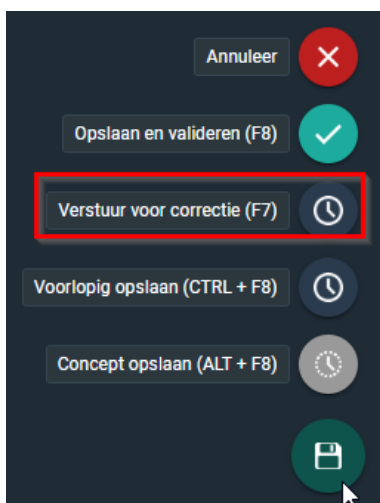 Annuleer
Opslaan en valideren (F8)
Verstuur voor correctie (F7)
Voorlopig opslaan (CTRL + F8)
Concept opslaan (ALT + F8)